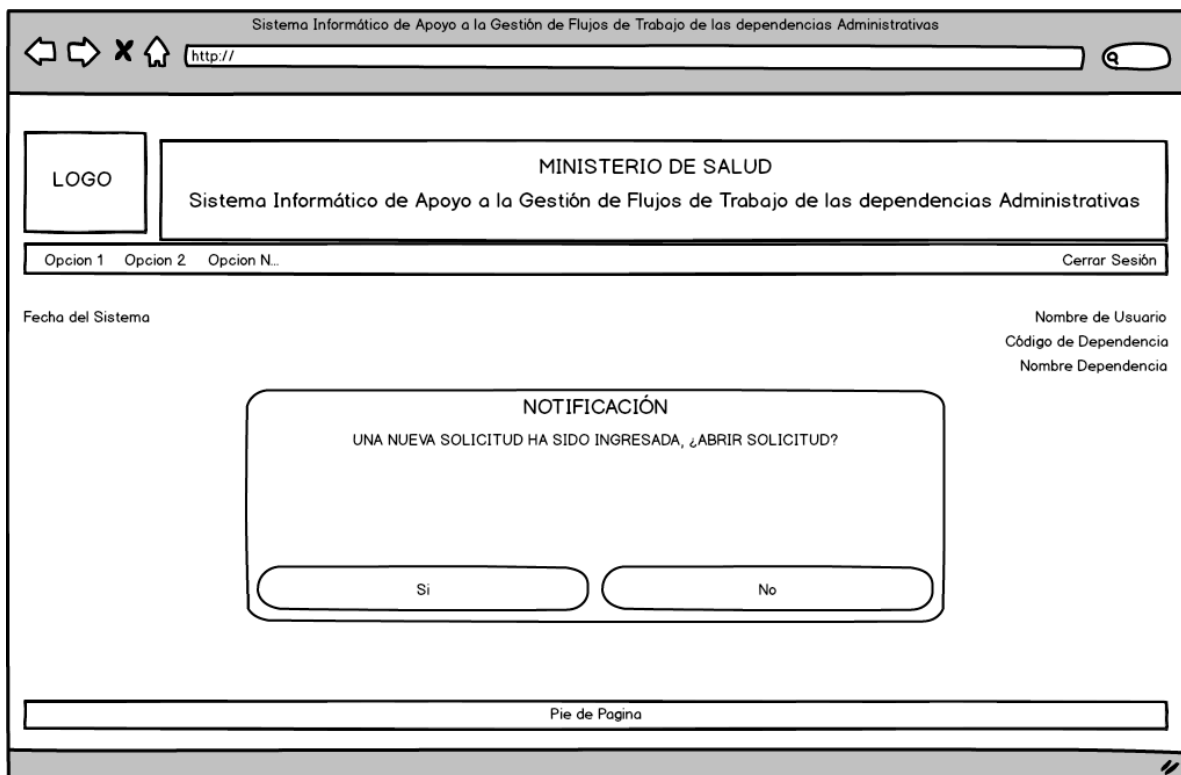 Sistema Informático de Apoyo a la Gestión de Flujos de Trabajo de las dependencias Administrativas
http://
LOGO
MINISTERIO DE SALUD
Sistema Informático de Apoyo a la Gestión de Flujos de Trabajo de las dependencias Administrativas
Opcion 1 Opcion 2 Opcion N... Cerrar Sesión
Fecha del Sistema Nombre de Usuario
Código de Dependencia
Nombre Dependencia
NOTIFICACIÓN
UNA NUEVA SOLICITUD HA SIDO INGRESADA, ¿ABRIR SOLICITUD?
Si No
Pie de Pagina